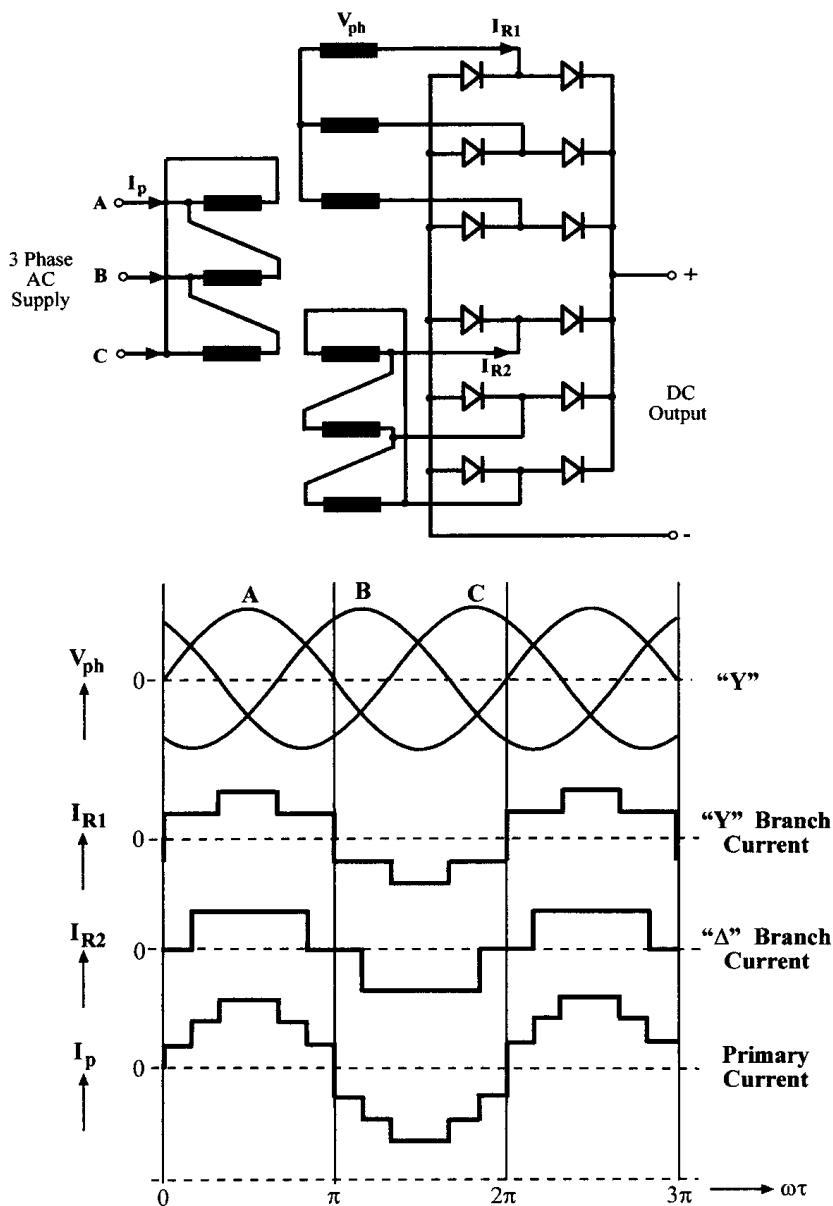 V_ph
I_R1
I_p
A
3 Phase
AC
Supply
B
C
+
I_R2
DC
Output
-
A B C
V_ph
0 "Y"
I_R1
0
"Y" Branch
Current
I_R2
0
"Δ" Branch
Current
I_p
0
Primary
Current
0 π 2π 3π ωτ